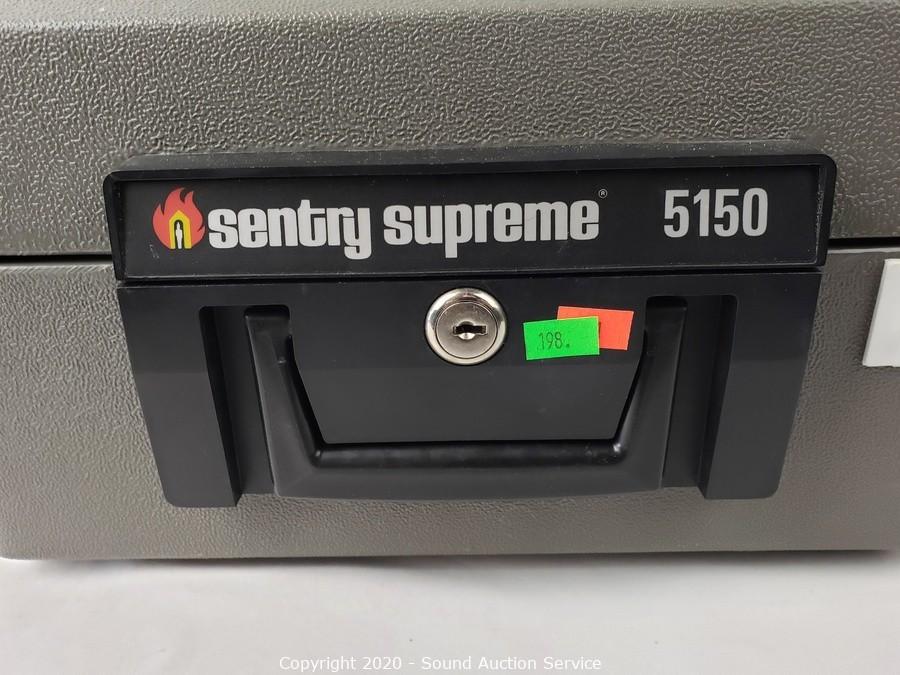 sentry supreme® 5150
198.
Copyright 2020 - Sound Auction Service